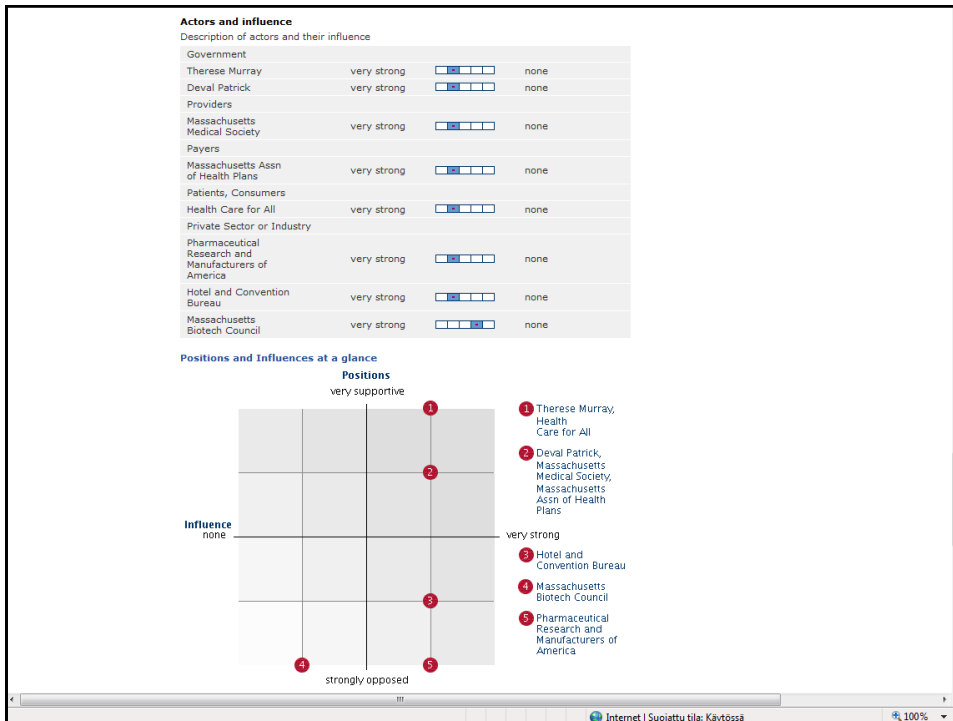 Actors and influence
Description of actors and their influence
Government
Therese Murray very strong none
Deval Patrick very strong none
Providers
Massachusetts
Medical Society very strong none
Payers
Massachusetts Assn
of Health Plans very strong none
Patients, Consumers
Health Care for All very strong none
Private Sector or Industry
Pharmaceutical
Research and
Manufacturers of
America very strong none
Hotel and Convention
Bureau very strong none
Massachusetts
Biotech Council very strong none
Positions and Influences at a glance
Positions
very supportive
1
2
Influence
none
very strong
3
4
5
strongly opposed
1 Therese Murray,
Health
Care for All
2 Deval Patrick,
Massachusetts
Medical Society,
Massachusetts
Assn of Health
Plans
3 Hotel and
Convention Bureau
4 Massachusetts
Biotech Council
5 Pharmaceutical
Research and
Manufacturers of
America
Internet | Suojattu tila: Käytössä 100%